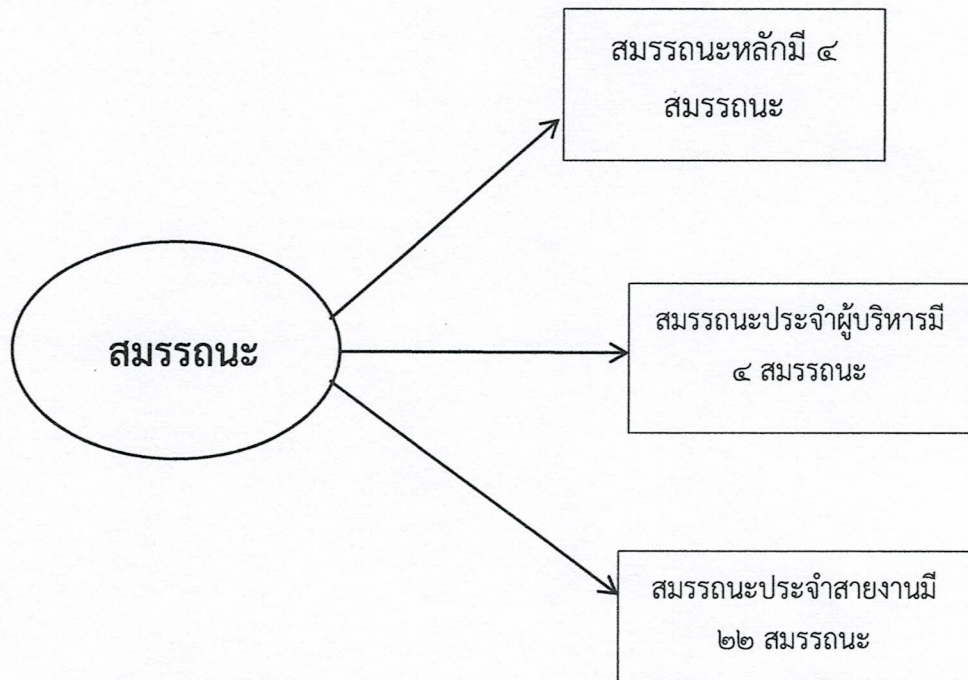 สมรรถนะหลักมี ๔
สมรรถนะ
สมรรถนะ
สมรรถนะประจำผู้บริหารมี
๔ สมรรถนะ
สมรรถนะประจำสายงานมี
๒๒ สมรรถนะ